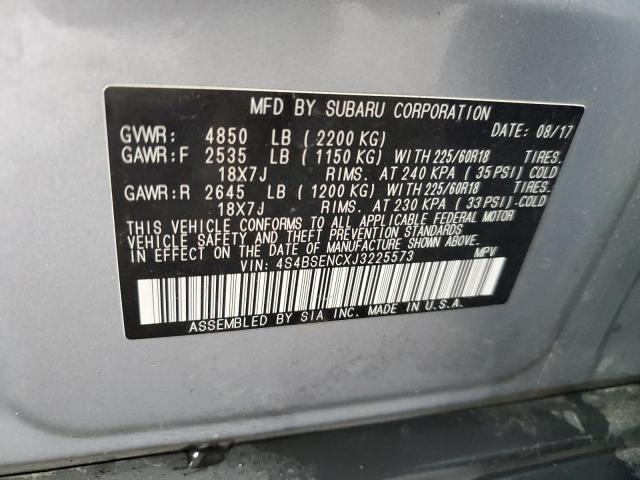 MFD BY SUBARU CORPORATION
GVWR: 4850 LB (2200 KG) DATE: 08/17
GAWR:F 2535 LB (1150 KG) WITH 225/60R18 TIRES.
18X7J RIMS. AT 240 KPA (35 PSI) COLD
GAWR:R 2645 LB (1200 KG) WITH 225/60R18 TIRES.
18X7J RIMS. AT 230 KPA (33 PSI)-COLD
THIS VEHICLE CONFORMS TO ALL APPLICABLE FEDERAL MOTOR
VEHICLE SAFETY AND THEFT PREVENTION STANDARDS
IN EFFECT ON THE DATE OF MANUFACTURE SHOWN ABOVE.
VIN: 4S4BSENCXJ3225573 MPV
ASSEMBLED BY SIA INC. MADE IN U.S.A.